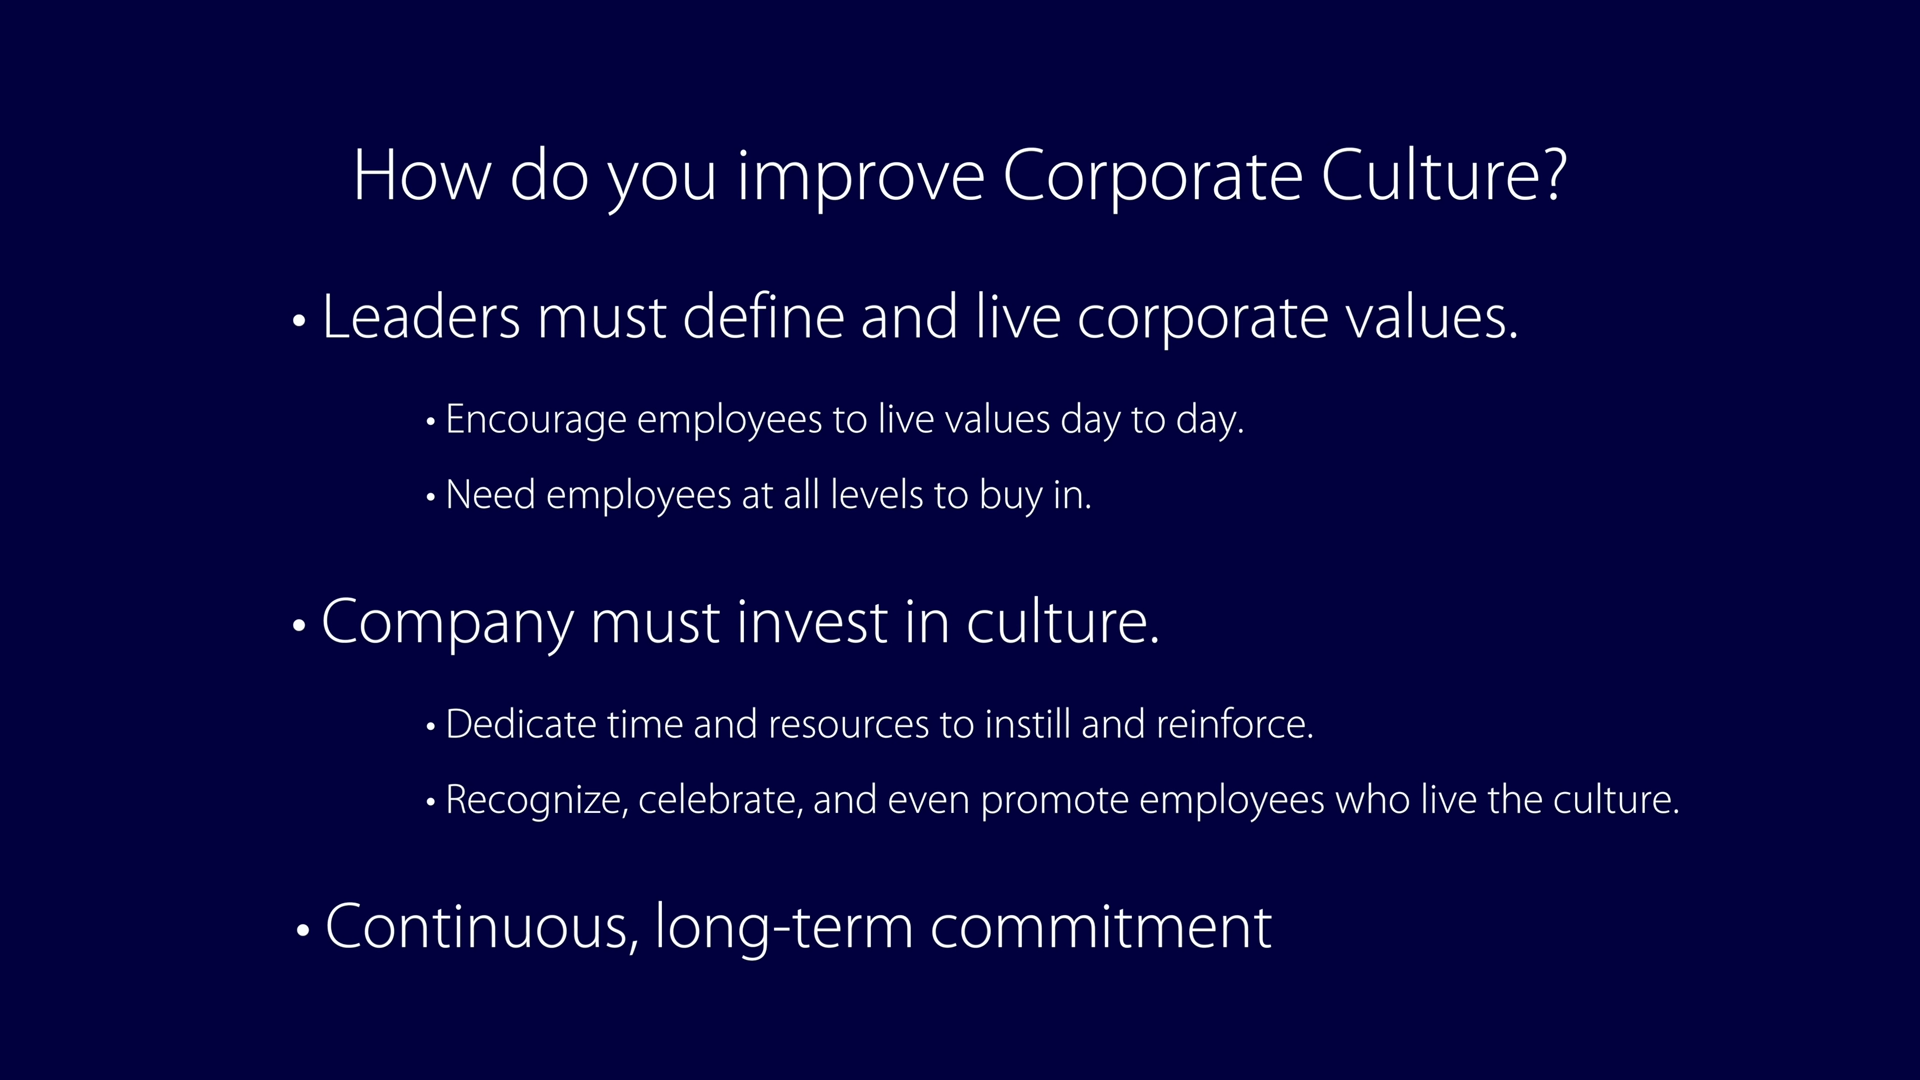 How do you improve Corporate Culture?
• Leaders must define and live corporate values.
• Encourage employees to live values day to day.
• Need employees at all levels to buy in.
• Company must invest in culture.
• Dedicate time and resources to instill and reinforce.
• Recognize, celebrate, and even promote employees who live the culture.
• Continuous, long-term commitment